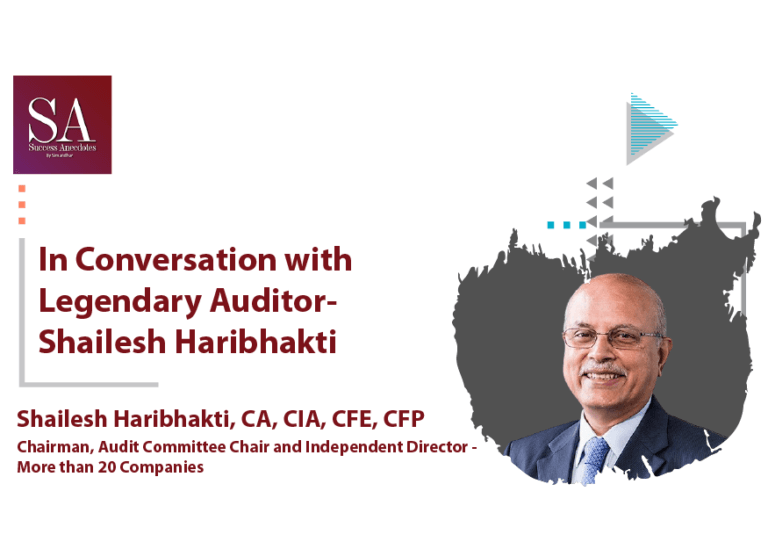 SA
Success Anecdotes
In Conversation with
Legendary Auditor-
Shailesh Haribhakti
Shailesh Haribhakti, CA, CIA, CFE, CFP
Chairman, Audit Committee Chair and Independent Director -
More than 20 Companies